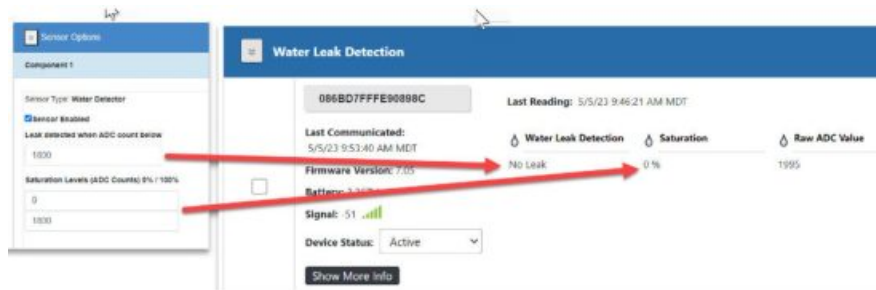 Sensor Options
Component 1
Sensor Type: Water Detector
Sensor Enabled
Leak detected when ADC count below
1800
Saturation Levels (ADC Counts) 0% / 100%
0
1800
Water Leak Detection
086BD7FFFE90898C
Last Communicated:
5/5/23 9:53:40 AM MDT
Firmware Version: 7.05
Battery:
Signal: -51
Device Status: Active
Show More Info
Last Reading: 5/5/23 9:46:21 AM MDT
Water Leak Detection Saturation Raw ADC Value
No Leak 0 % 1995